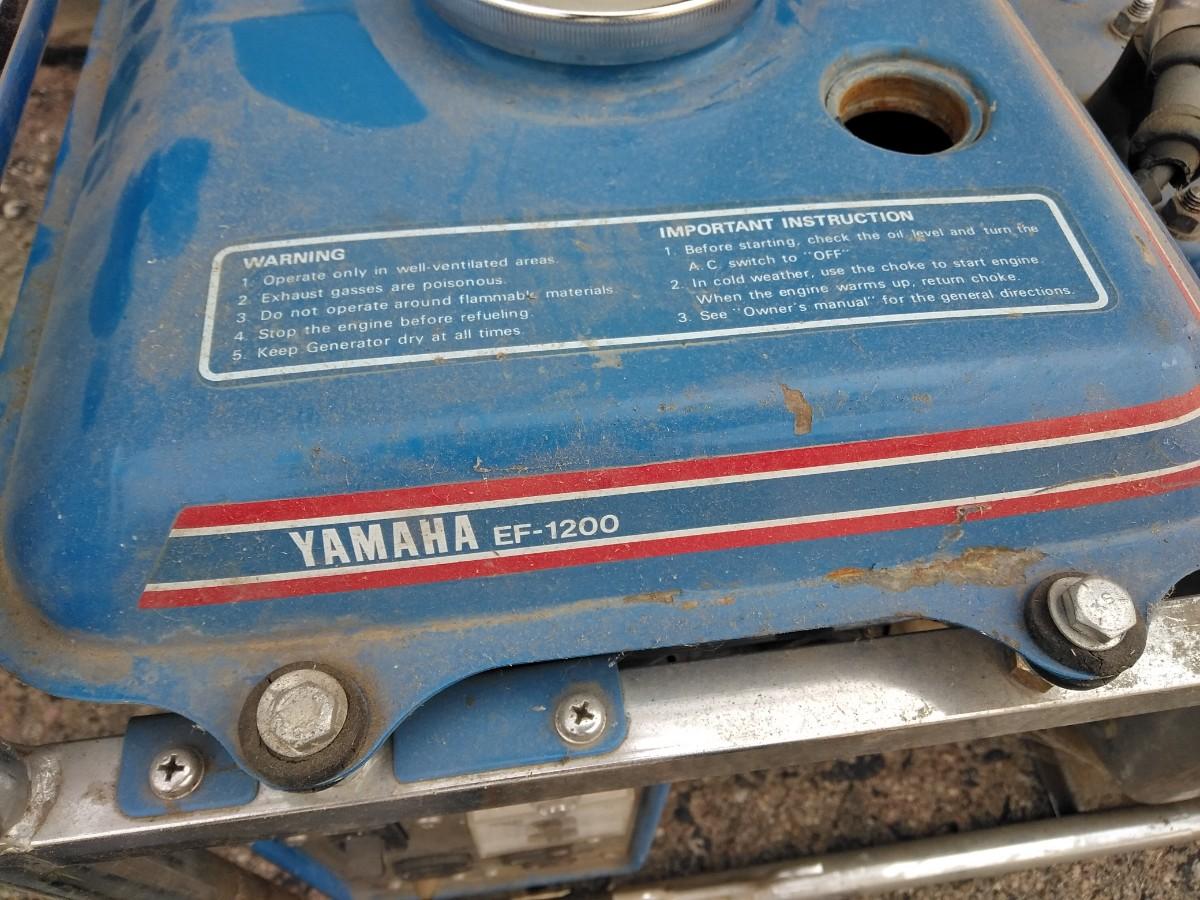 WARNING
1. Operate only in well-ventilated areas.
2. Exhaust gasses are poisonous.
3. Do not operate around flammable materials.
4. Stop the engine before refueling.
5. Keep Generator dry at all times.
IMPORTANT INSTRUCTION
1. Before starting, check the oil level and turn the
A.C switch to "OFF"
2. In cold weather, use the choke to start engine.
When the engine warms up, return choke.
3. See "Owner's manual" for the general directions.
YAMAHA EF-1200